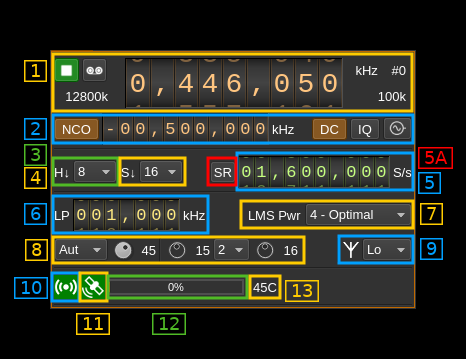 1
0,446,050
kHz #0
12800k
100k
2 NCO -00,500,000 kHz DC IQ
3
4
H↓ 8
S↓ 16
SR 01,600,000 S/s
5A
5
6 LP 001,000 kHz
LMS Pwr 4 - Optimal
7
8 Aut 45 15 2 16
Lo
9
10
0%
45C
13
11
12